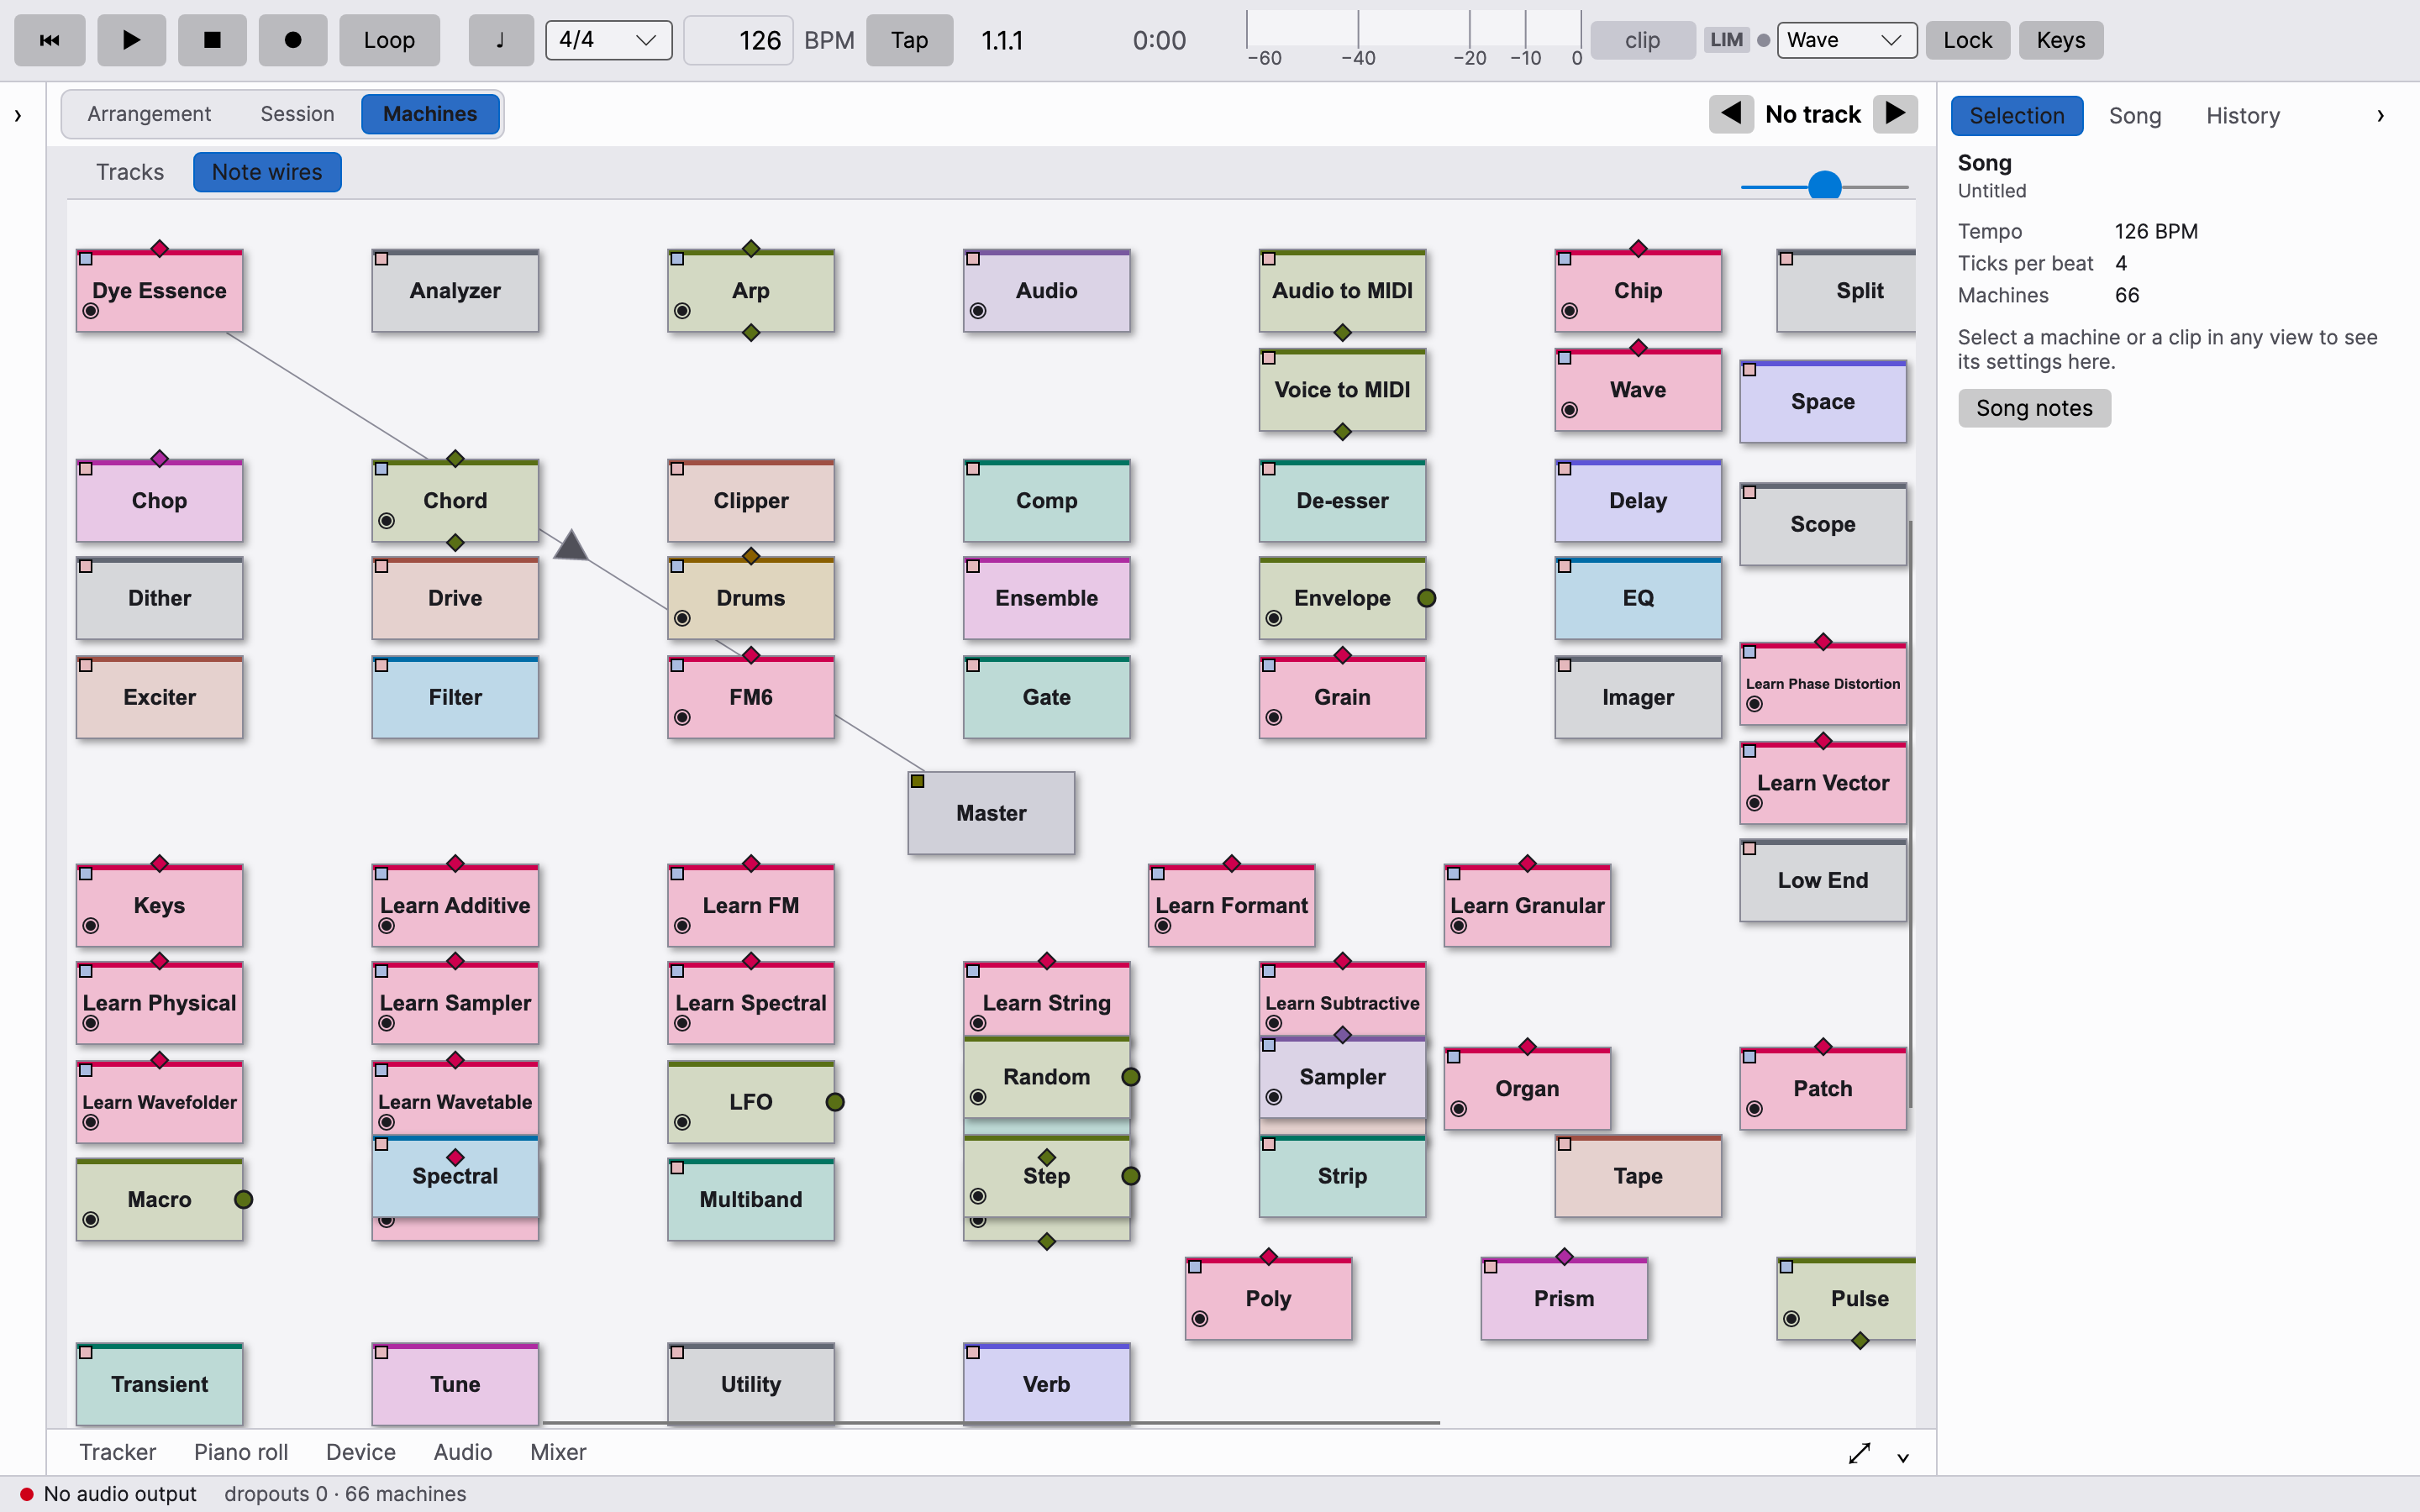 Loop
4/4
126
BPM
Tap
1.1.1
0:00
−60
−40
−20
−10
0
clip
LIM
Wave
Lock
Keys
Arrangement
Session
Machines
No track
Selection
Song
History
Tracks
Note wires
Song
Untitled
Tempo 126 BPM
Ticks per beat 4
Machines 66
Select a machine or a clip in any view to see
its settings here.
Song notes
Dye Essence
Analyzer
Arp
Audio
Audio to MIDI
Chip
Split
Voice to MIDI
Wave
Space
Chop
Chord
Clipper
Comp
De-esser
Delay
Scope
Dither
Drive
Drums
Ensemble
Envelope
EQ
Exciter
Filter
FM6
Gate
Grain
Imager
Learn Phase Distortion
Master
Learn Vector
Low End
Keys
Learn Additive
Learn FM
Learn Formant
Learn Granular
Learn Physical
Learn Sampler
Learn Spectral
Learn String
Learn Subtractive
Random
Sampler
Organ
Patch
Learn Wavefolder
Learn Wavetable
LFO
Macro
Spectral
Multiband
Step
Strip
Tape
Poly
Prism
Pulse
Transient
Tune
Utility
Verb
Tracker
Piano roll
Device
Audio
Mixer
No audio output
dropouts 0 · 66 machines